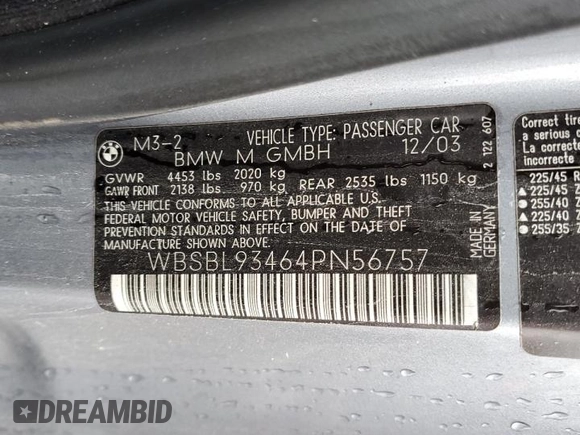 BMW
M3-2 VEHICLE TYPE: PASSENGER CAR
BMW M GMBH 12/03
GVWR 4453 lbs 2020 kg
GAWR FRONT 2138 lbs 970 kg REAR 2535 lbs 1150 kg
THIS VEHICLE CONFORMS TO ALL APPLICABLE U.S.
FEDERAL MOTOR VEHICLE SAFETY, BUMPER AND THEFT
PREVENTION STANDARDS IN EFFECT ON THE DATE OF
MANUFACTURE SHOWN ABOVE.
WBSBL93464PN56757
MADE IN
GERMANY
2 122 607
Correct tire
a serious
La correcte
incorrecte
225/45 R
225/45 Z
255/40 Z
225/40 Z
255/35
DREAMBID